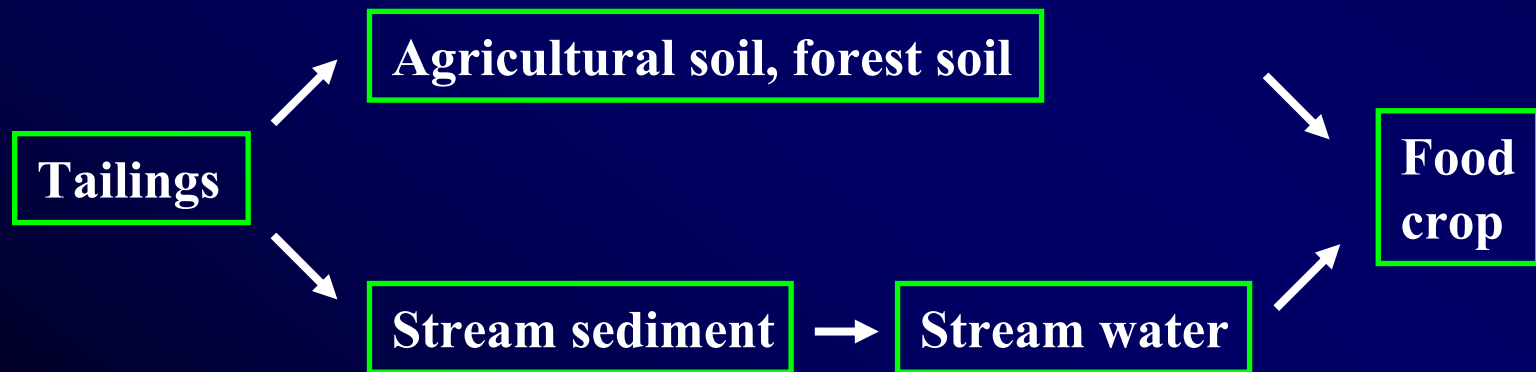 Agricultural soil, forest soil
Tailings
Food
crop
Stream sediment
Stream water